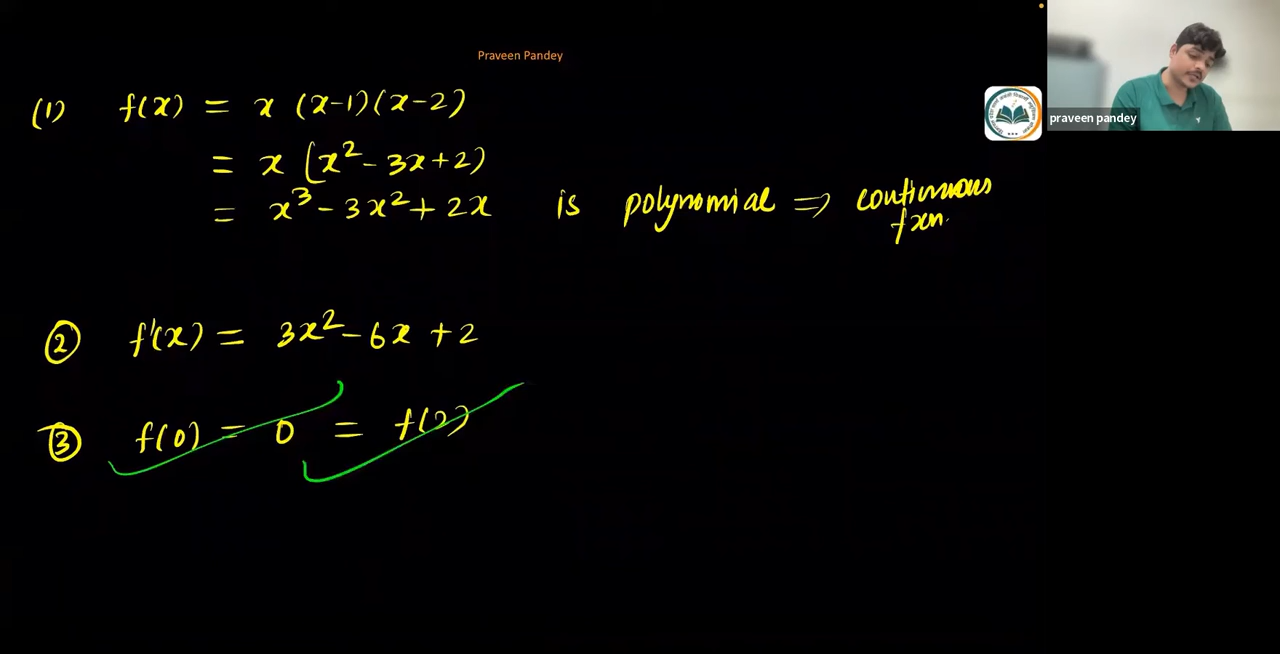 Praveen Pandey
(1) f(x) = x (x-1)(x-2)
= x (x² - 3x + 2)
= x³ - 3x² + 2x is polynomial ⇒ continuous
fxn.
② f'(x) = 3x² - 6x + 2
③ f(0) = 0 = f(2)
praveen pandey